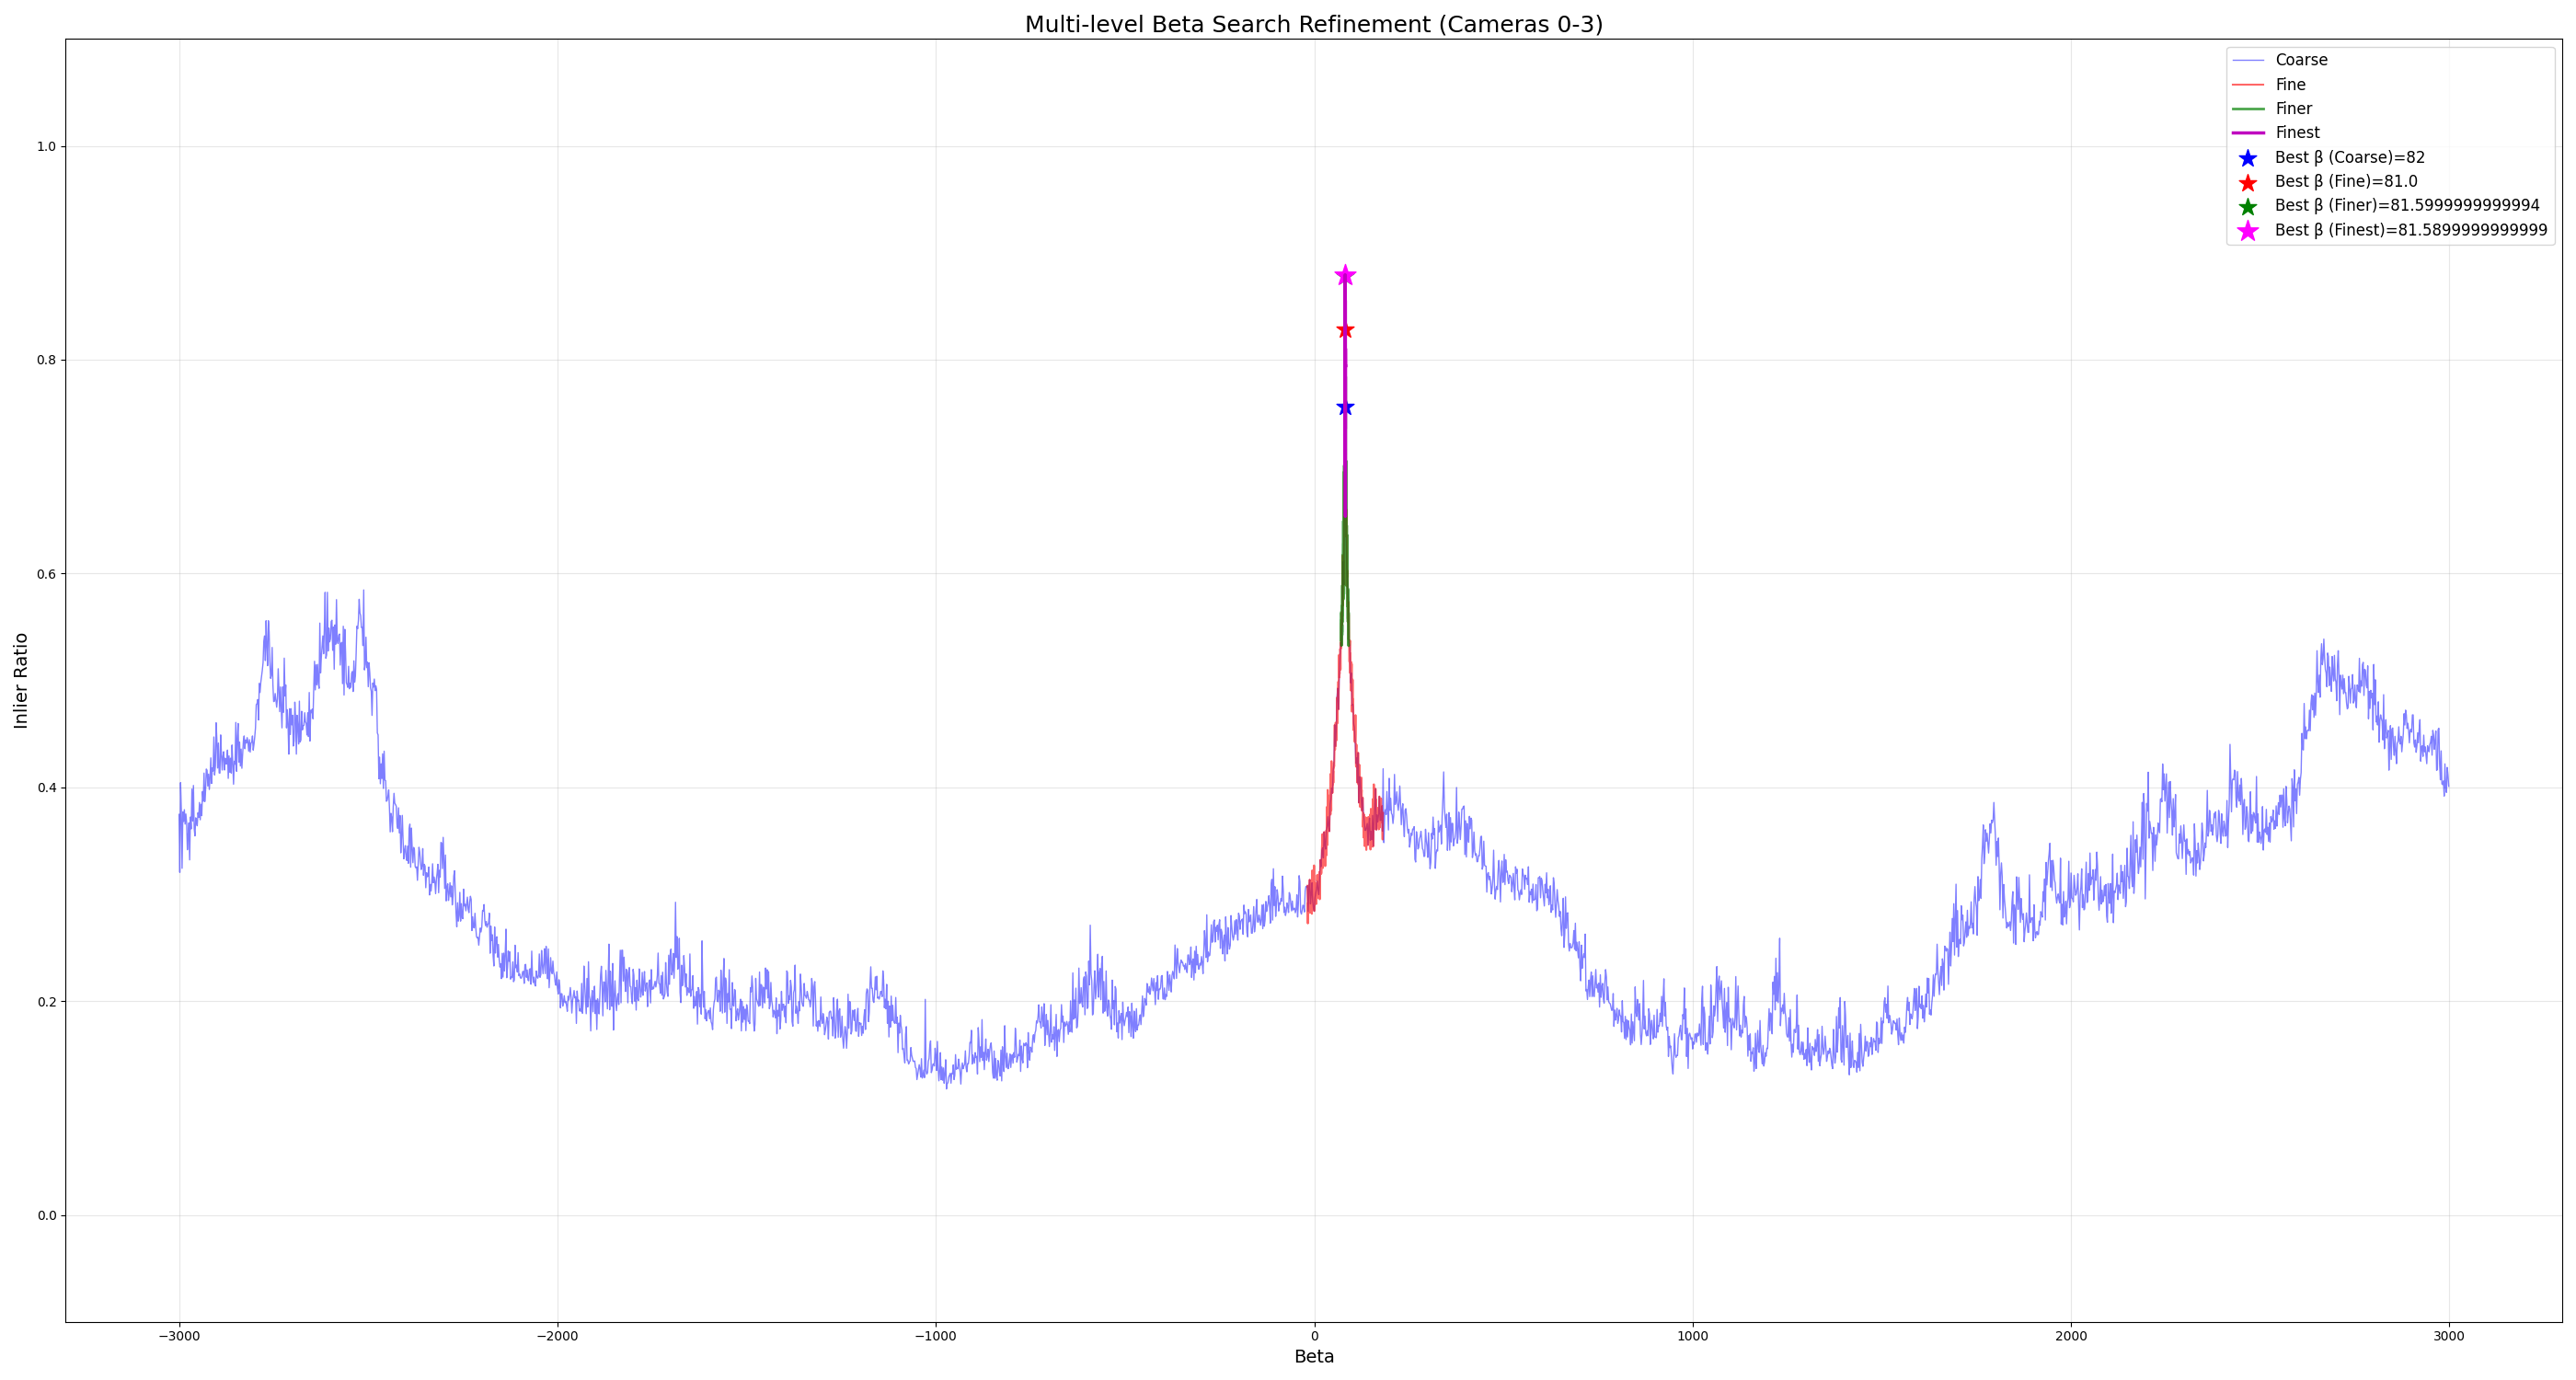 Multi-level Beta Search Refinement (Cameras 0-3)
Coarse
Fine
Finer
Finest
Best β (Coarse)=82
Best β (Fine)=81.0
Best β (Finer)=81.5999999999994
Best β (Finest)=81.5899999999999
Inlier Ratio
1.0
0.8
0.6
0.4
0.2
0.0
−3000
−2000
−1000
0
1000
2000
3000
Beta